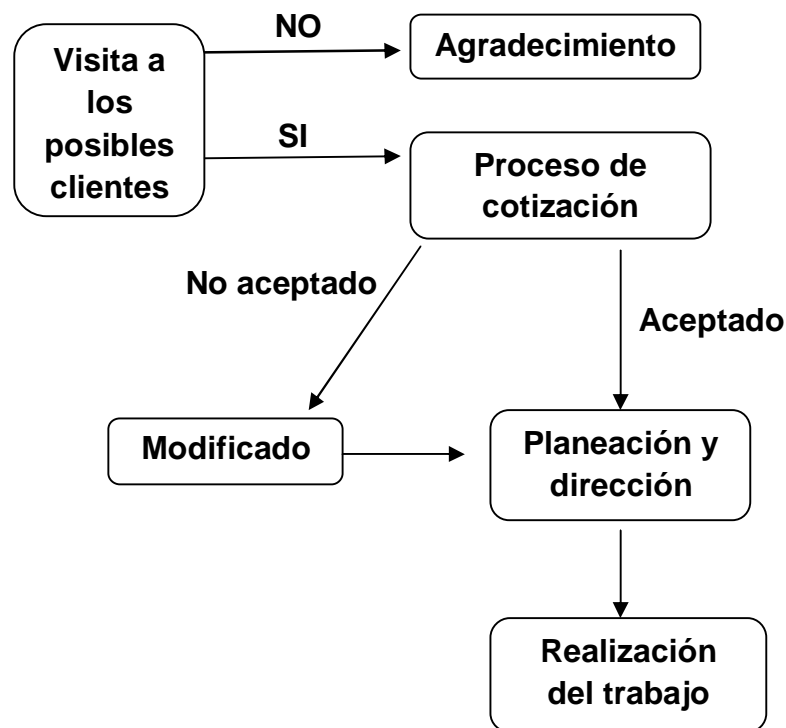 NO
Agradecimiento
Visita a
los
posibles
clientes
SI
Proceso de
cotización
No aceptado
Aceptado
Modificado
Planeación y
dirección
Realización
del trabajo